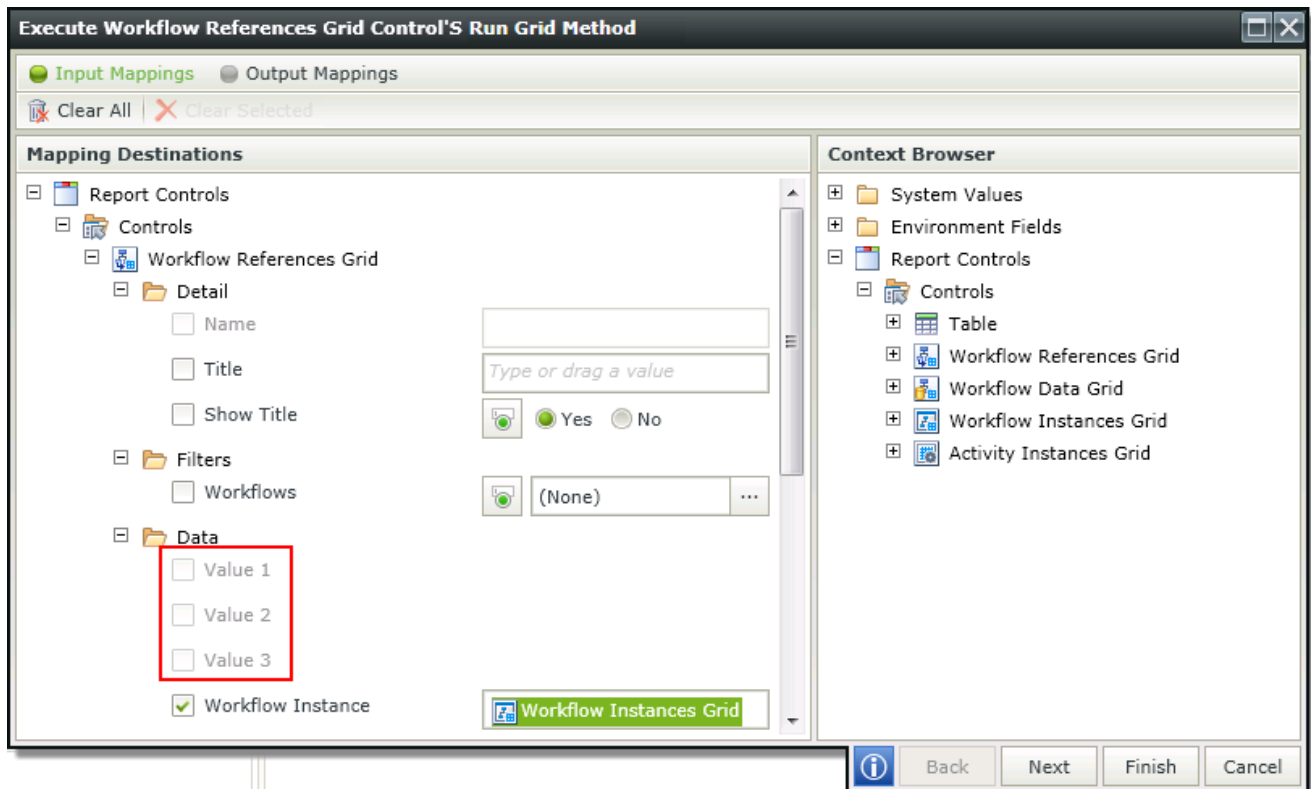 Execute Workflow References Grid Control'S Run Grid Method
Input Mappings Output Mappings
Clear All Clear Selected
Mapping Destinations
Report Controls
Controls
Workflow References Grid
Detail
Name
Title Type or drag a value
Show Title Yes No
Filters
Workflows (None) ...
Data
Value 1
Value 2
Value 3
Workflow Instance Workflow Instances Grid
Context Browser
System Values
Environment Fields
Report Controls
Controls
Table
Workflow References Grid
Workflow Data Grid
Workflow Instances Grid
Activity Instances Grid
Back Next Finish Cancel